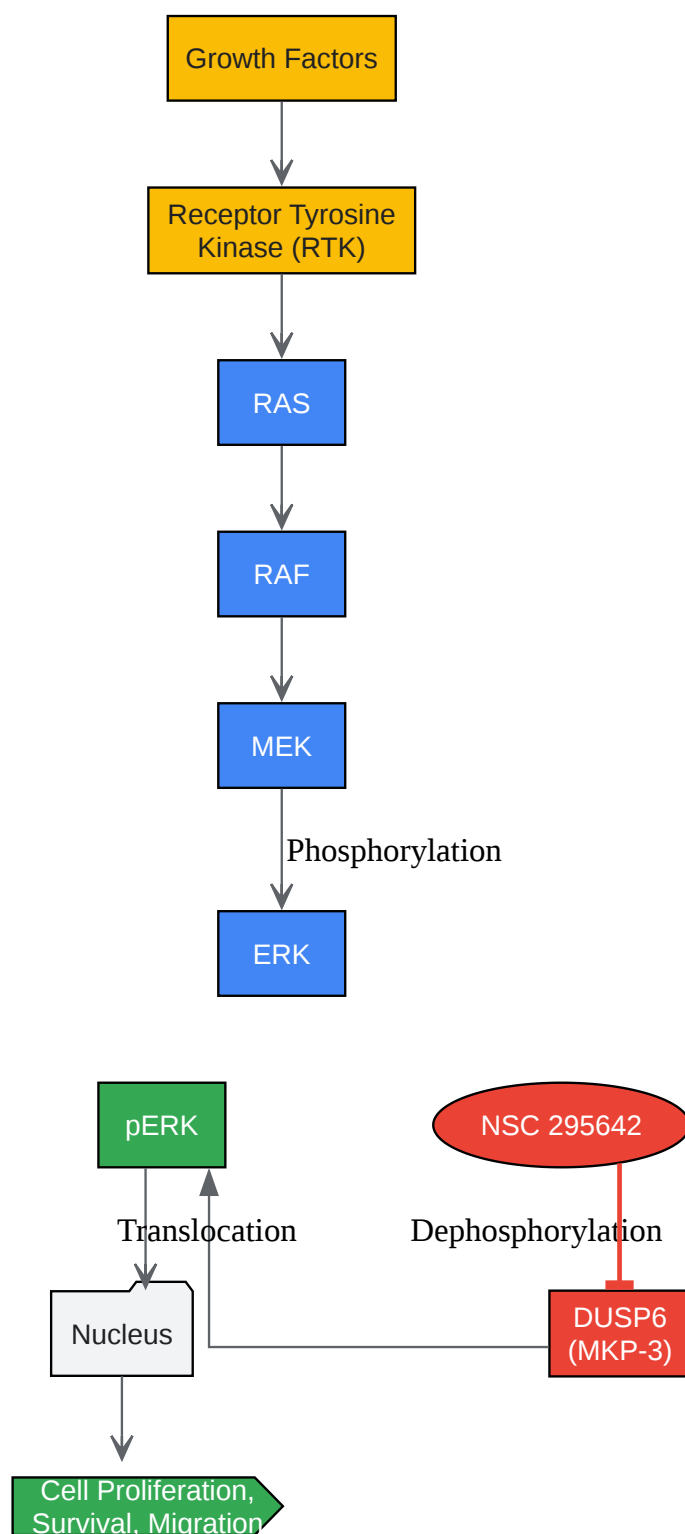 Growth Factors
Receptor Tyrosine
Kinase (RTK)
RAS
RAF
MEK
Phosphorylation
ERK
pERK
NSC 295642
Translocation
Dephosphorylation
Nucleus
DUSP6
(MKP-3)
Cell Proliferation,
Survival, Migration